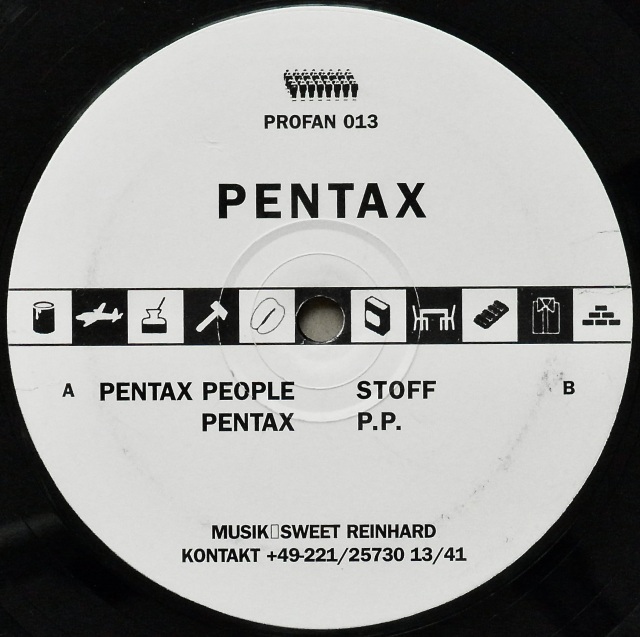 PROFAN 013
PENTAX
A PENTAX PEOPLE STOFF B
PENTAX P.P.
MUSIK▯SWEET REINHARD
KONTAKT +49-221/25730 13/41